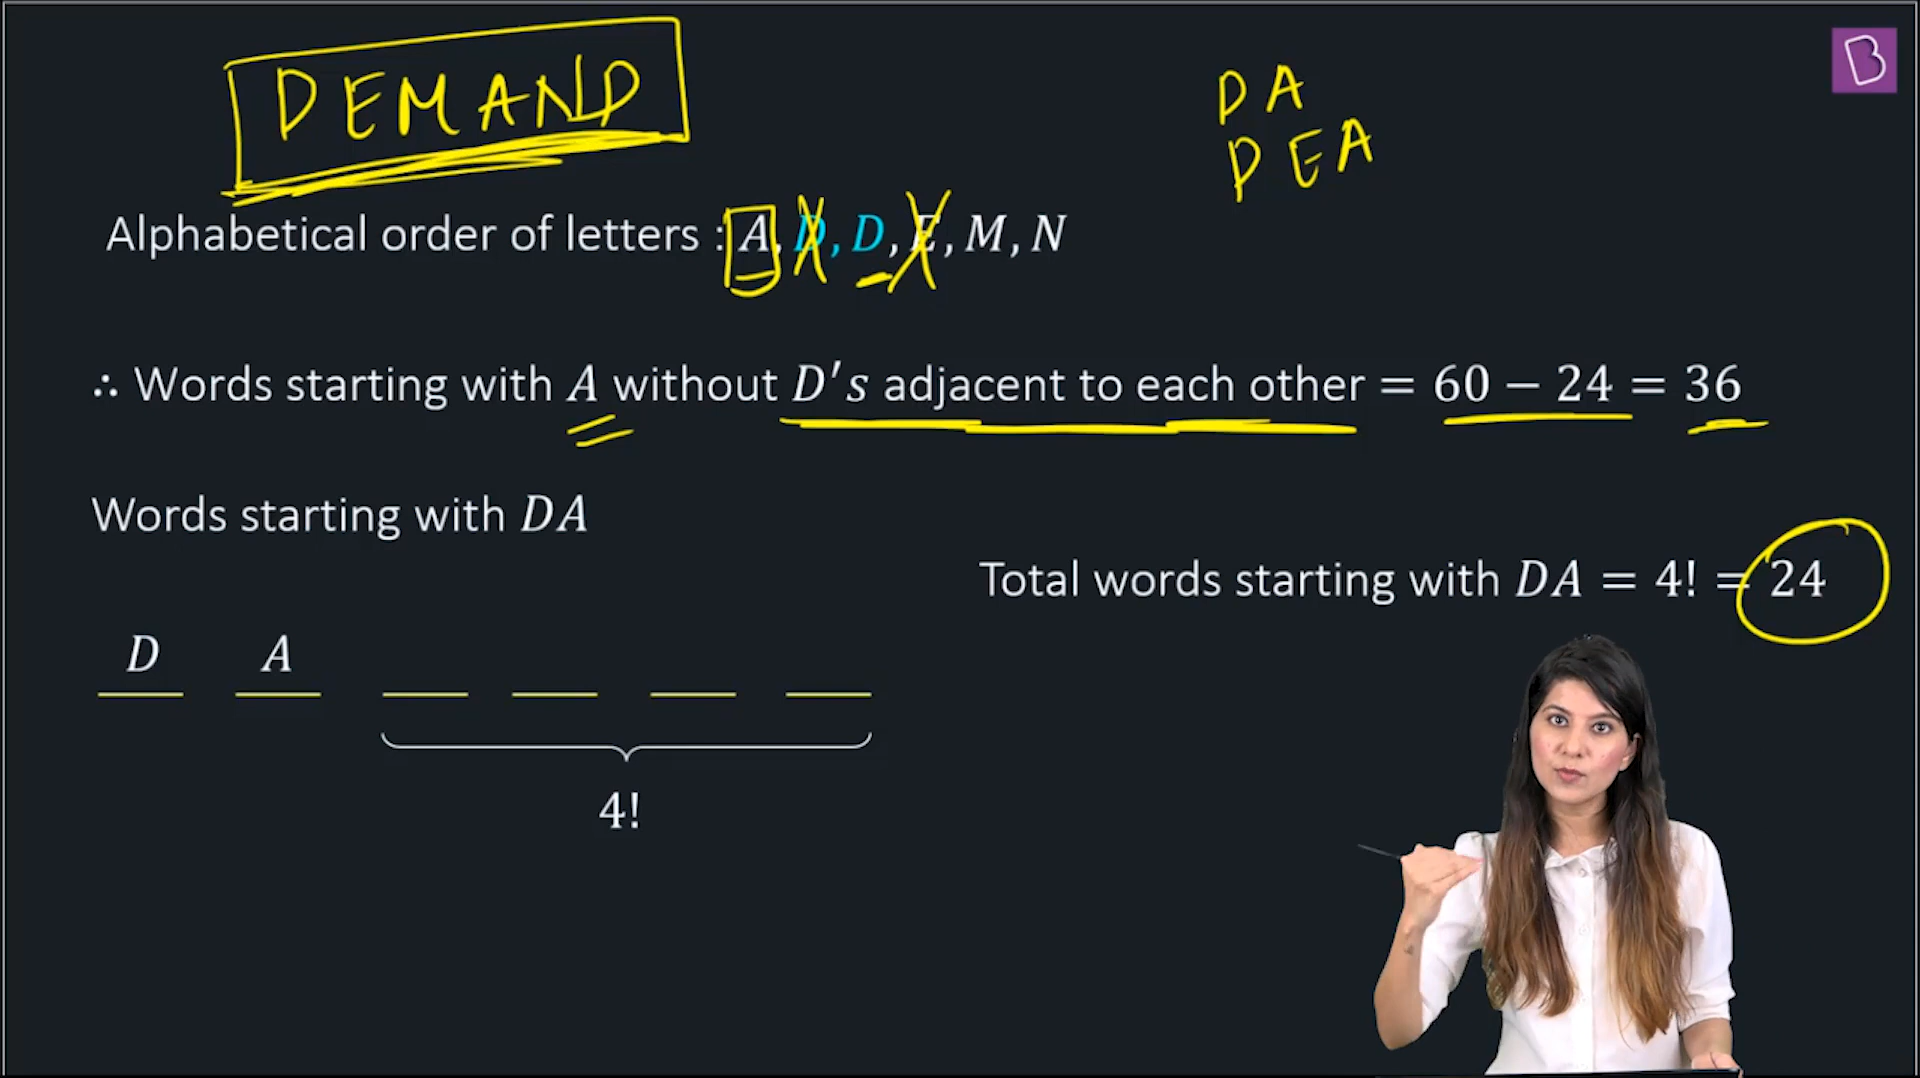 DEMAND
DA
DEA
Alphabetical order of letters : A, D, D, E, M, N
∴ Words starting with A without D′s adjacent to each other = 60 − 24 = 36
Words starting with DA
Total words starting with DA = 4! = 24
D A
4!
B